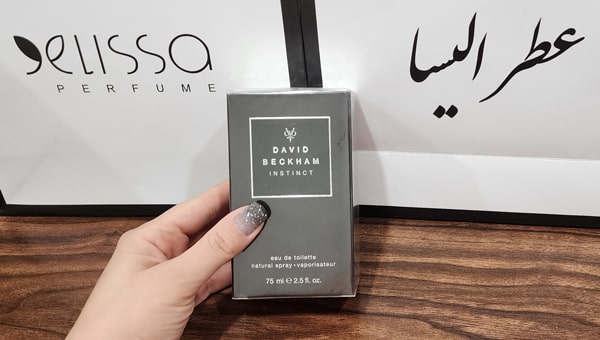 elissa
PERFUME
عطر الیسا
DAVID
BECKHAM
INSTINCT
eau de toilette
natural spray • vaporisateur
75 ml ℮ 2.5 fl. oz.